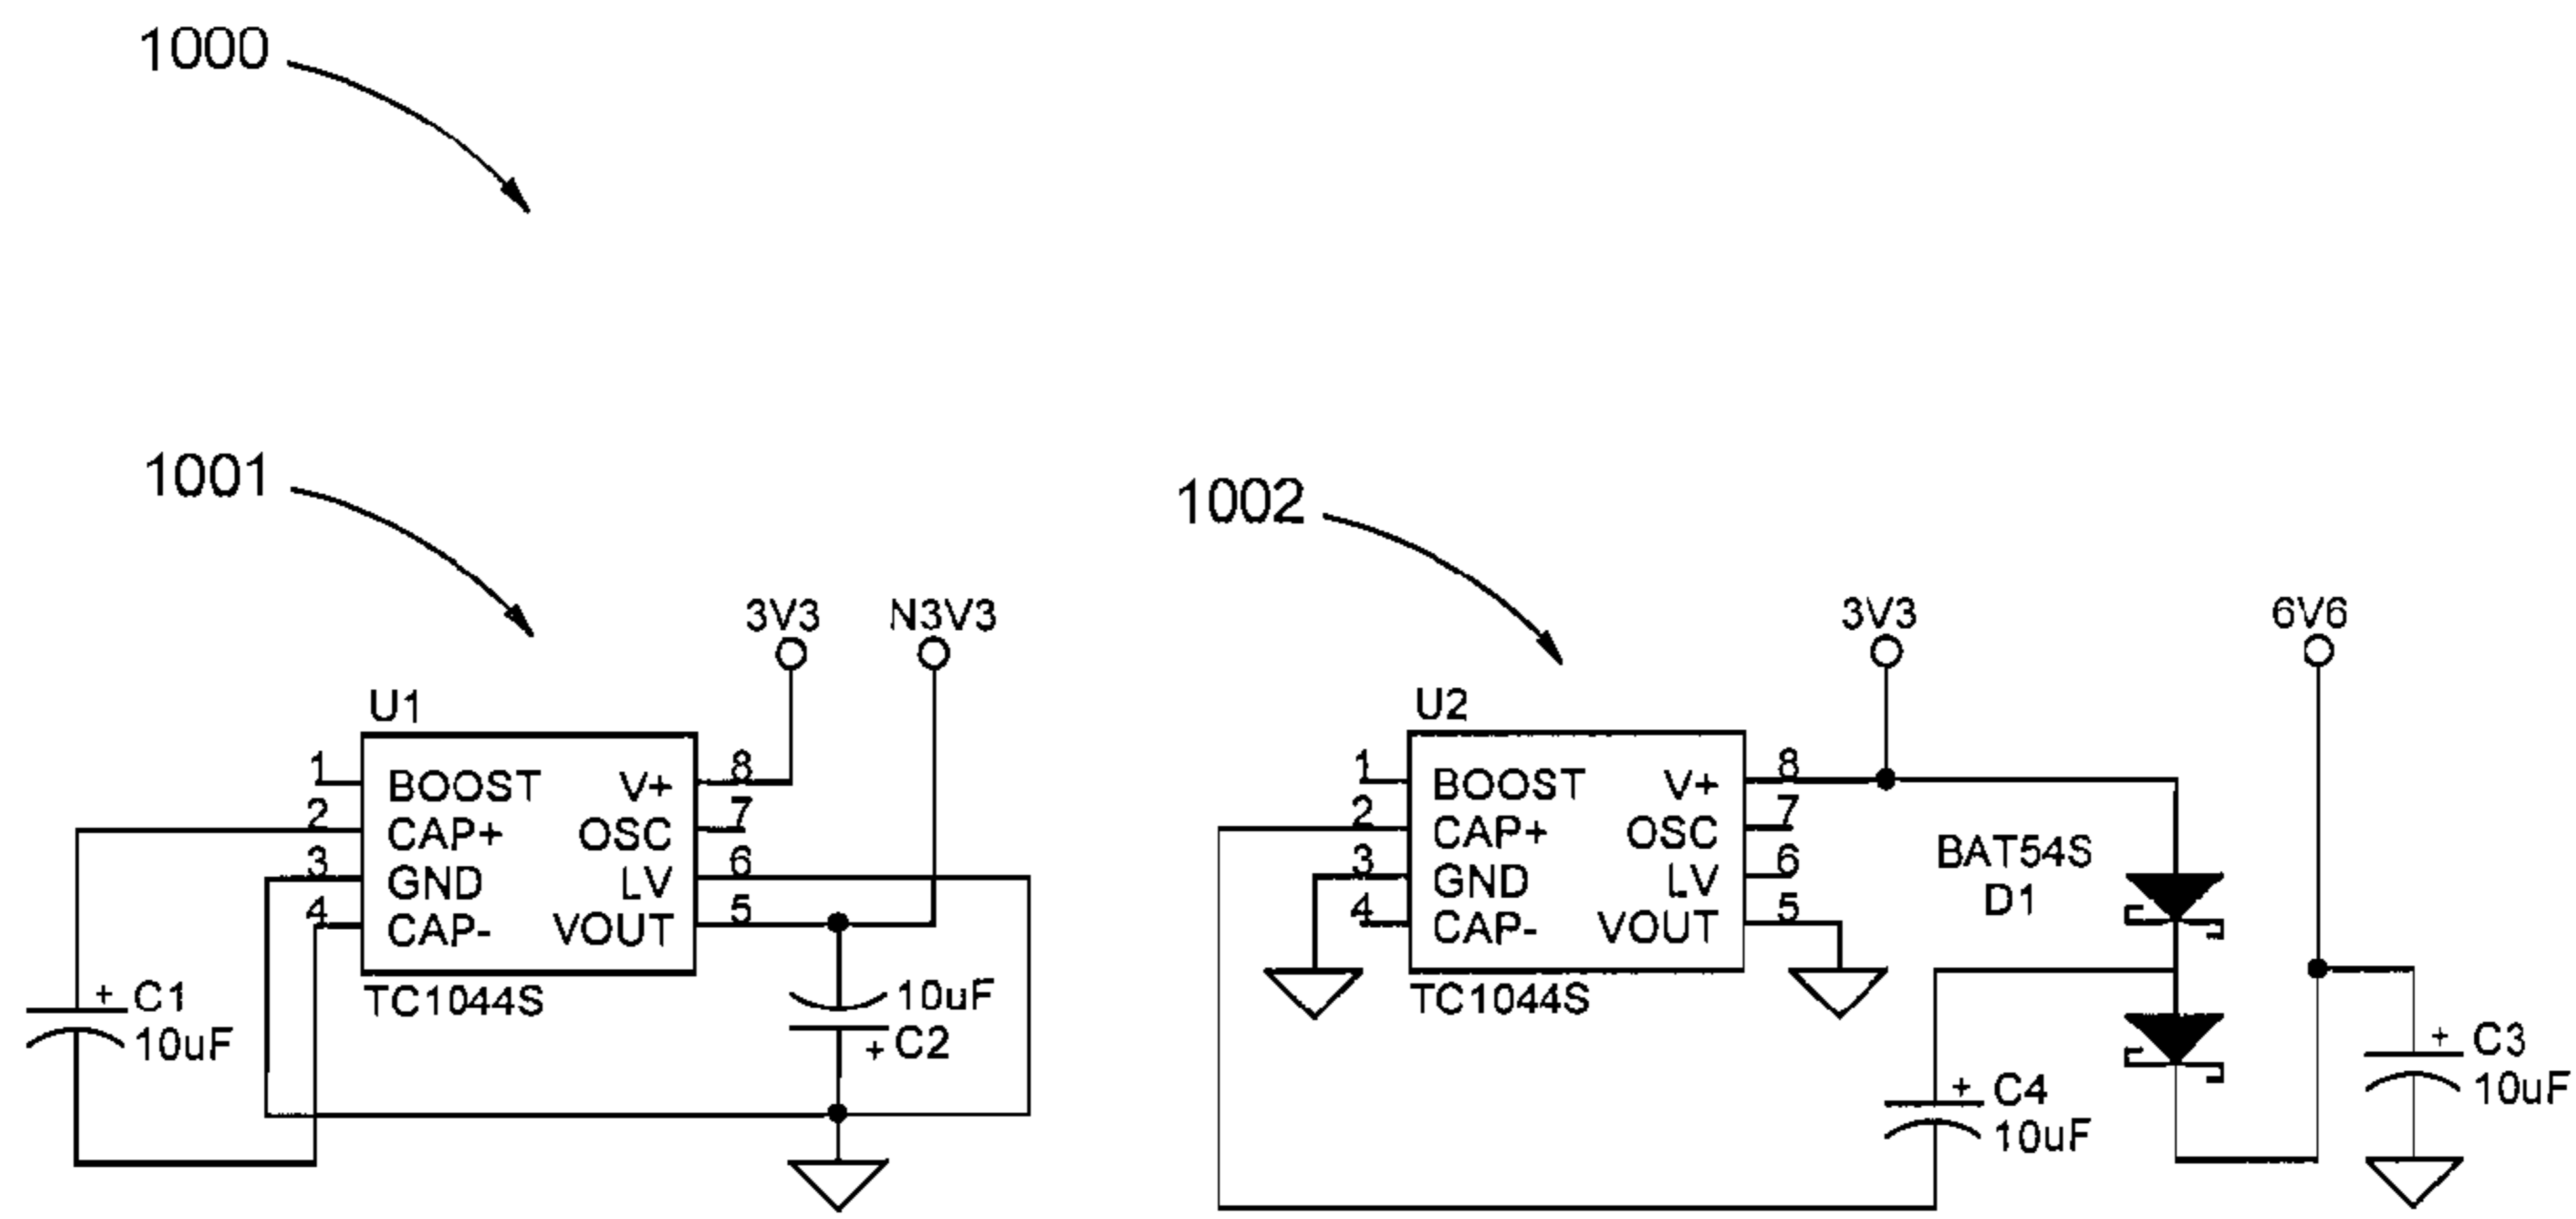 1000
1001
1002
3V3
N3V3
U1
1
BOOST
V+
8
2
CAP+
OSC
7
3
GND
LV
6
4
CAP-
VOUT
5
TC1044S
+
C1
10uF
10uF
+
C2
3V3
6V6
U2
1
BOOST
V+
8
2
CAP+
OSC
7
3
GND
LV
6
4
CAP-
VOUT
5
TC1044S
BAT54S
D1
+
C4
10uF
+
C3
10uF